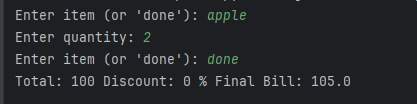 Enter item (or 'done'): apple
Enter quantity: 2
Enter item (or 'done'): done
Total: 100 Discount: 0 % Final Bill: 105.0